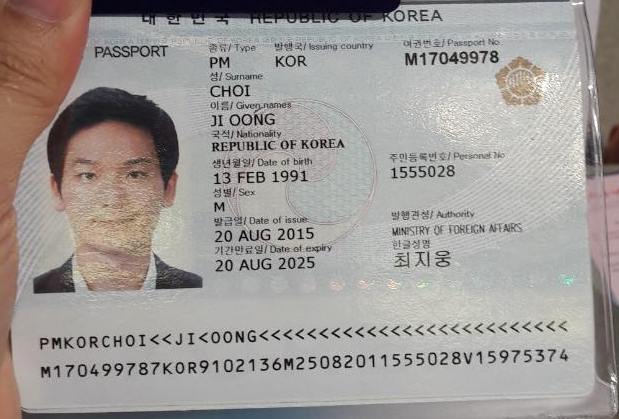 대한민국 REPUBLIC OF KOREA
PASSPORT
종류/ Type 발행국/ Issuing country 여권번호/ Passport No
PM KOR M17049978
성/ Surname
CHOI
이름/ Given names
JI OONG
국적/ Nationality
REPUBLIC OF KOREA
생년월일/ Date of birth 주민등록번호/ Personal No
13 FEB 1991 1555028
성별/ Sex
M
발급일/ Date of issue 발행관청/ Authority
20 AUG 2015 MINISTRY OF FOREIGN AFFAIRS
기간만료일/ Date of expiry 한글성명
20 AUG 2025 최지웅
PMKORCHOI<<JI<OONG<<<<<<<<<<<<<<<<<<<<<<<<<<
M170499787KOR9102136M25082011555028V15975374